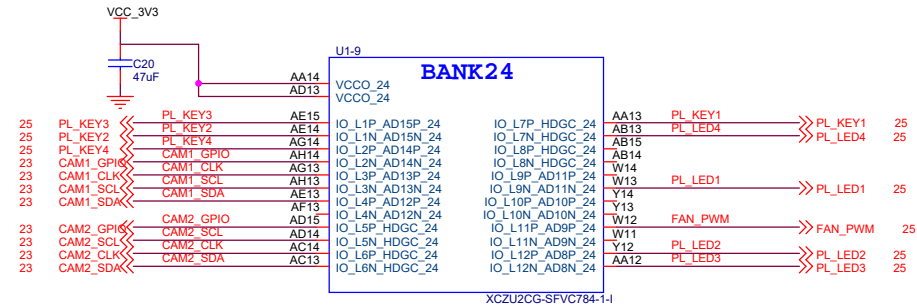 VCC_3V3
C20
47uF
U1-9
BANK24
AA14 VCCO_24
AD13 VCCO_24
25 PL_KEY3 PL_KEY3 AE15 IO_L1P_AD15P_24 IO_L7P_HDGC_24 AA13 PL_KEY1 PL_KEY1 25
25 PL_KEY2 PL_KEY2 AE14 IO_L1N_AD15N_24 IO_L7N_HDGC_24 AB13 PL_LED4 PL_LED4 25
25 PL_KEY4 PL_KEY4 AG14 IO_L2P_AD14P_24 IO_L8P_HDGC_24 AB15
23 CAM1_GPIO CAM1_GPIO AH14 IO_L2N_AD14N_24 IO_L8N_HDGC_24 AB14
23 CAM1_CLK CAM1_CLK AG13 IO_L3P_AD13P_24 IO_L9P_AD11P_24 W14
23 CAM1_SCL CAM1_SCL AH13 IO_L3N_AD13N_24 IO_L9N_AD11N_24 W13 PL_LED1 PL_LED1 25
23 CAM1_SDA CAM1_SDA AE13 IO_L4P_AD12P_24 IO_L10P_AD10P_24 Y14
AF13 IO_L4N_AD12N_24 IO_L10N_AD10N_24 Y13
23 CAM2_GPIO CAM2_GPIO AD15 IO_L5P_HDGC_24 IO_L11P_AD9P_24 W12 FAN_PWM FAN_PWM 25
23 CAM2_SCL CAM2_SCL AD14 IO_L5N_HDGC_24 IO_L11N_AD9N_24 W11
23 CAM2_CLK CAM2_CLK AC14 IO_L6P_HDGC_24 IO_L12P_AD8P_24 Y12 PL_LED2 PL_LED2 25
23 CAM2_SDA CAM2_SDA AC13 IO_L6N_HDGC_24 IO_L12N_AD8N_24 AA12 PL_LED3 PL_LED3 25
XCZU2CG-SFVC784-1-I